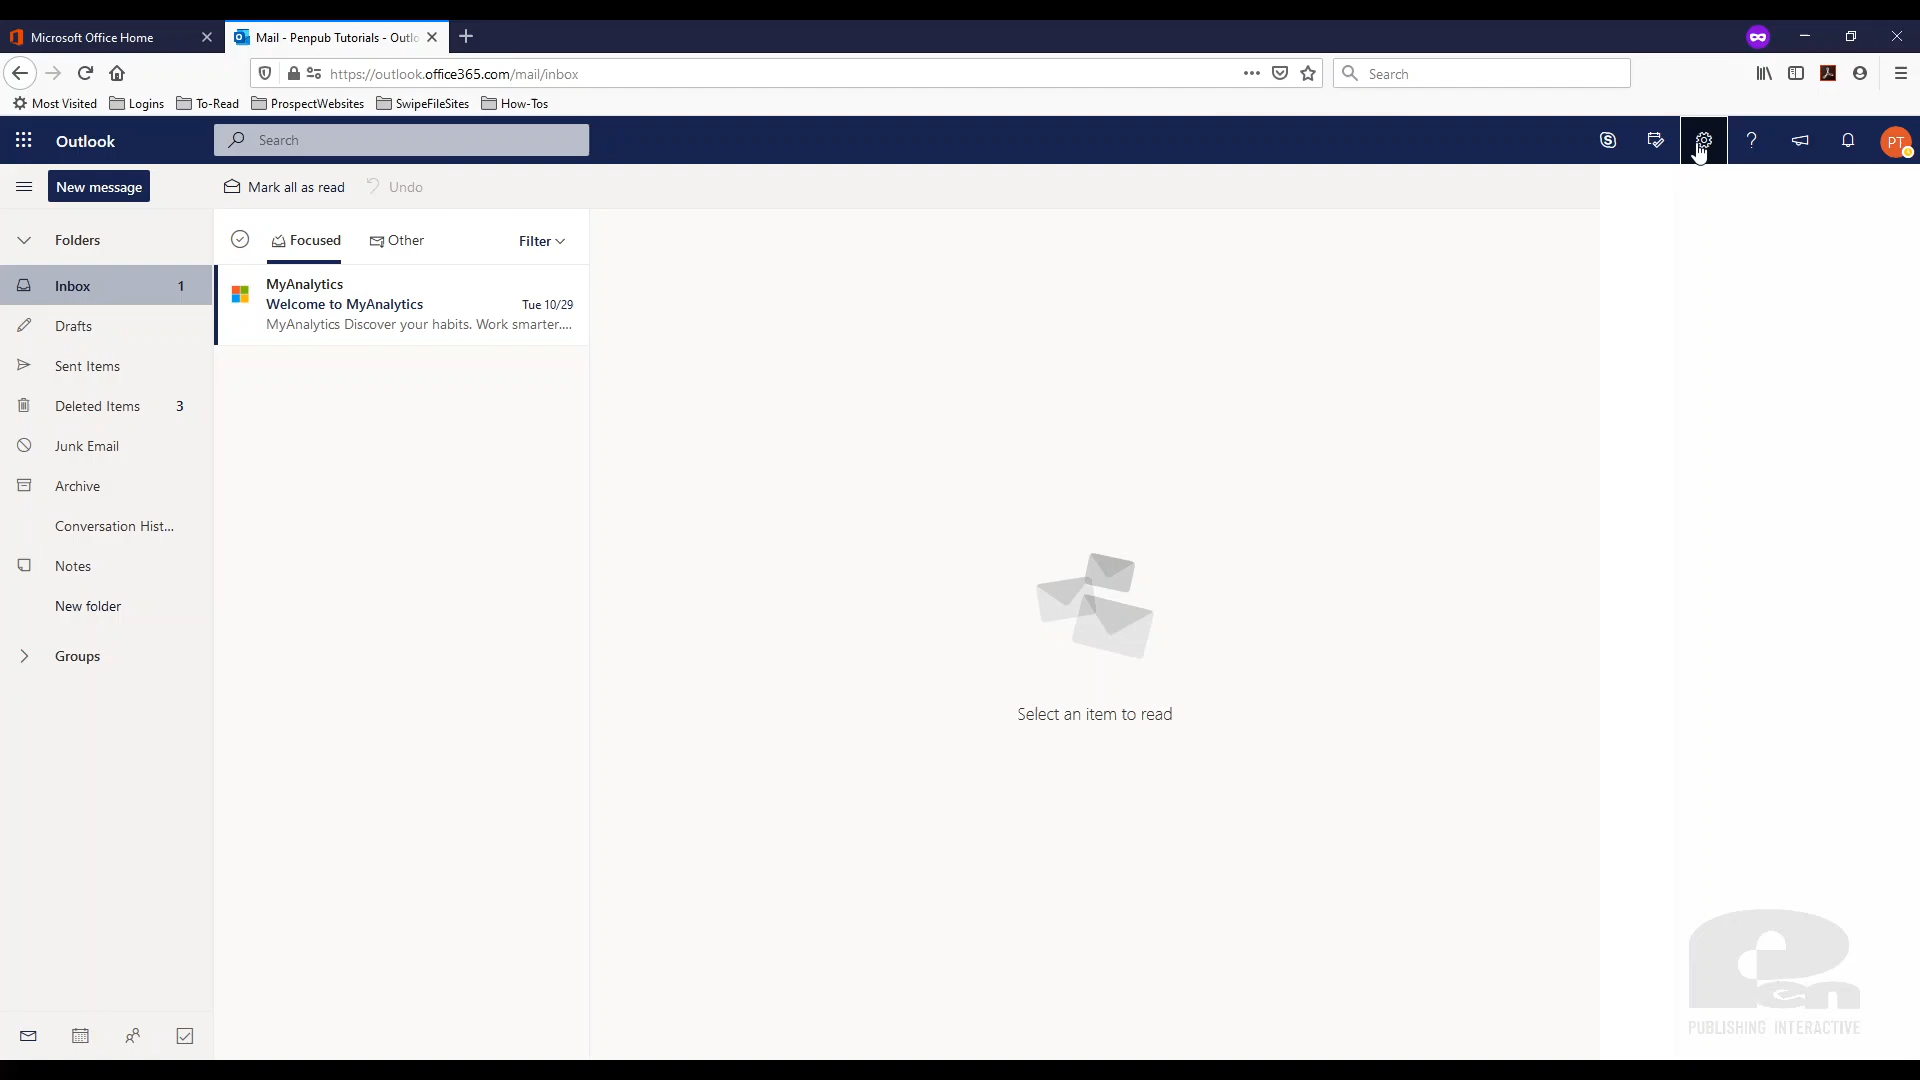 Microsoft Office Home
Mail - Penpub Tutorials - Outlo
https://outlook.office365.com/mail/inbox
Search
Most Visited
Logins
To-Read
ProspectWebsites
SwipeFileSites
How-Tos
Outlook
Search
PT
New message
Mark all as read
Undo
Folders
Focused
Other
Filter
Inbox 1
MyAnalytics
Welcome to MyAnalytics
Tue 10/29
MyAnalytics Discover your habits. Work smarter....
Drafts
Sent Items
Deleted Items 3
Junk Email
Archive
Conversation Hist...
Notes
New folder
Groups
Select an item to read
Pen
PUBLISHING INTERACTIVE